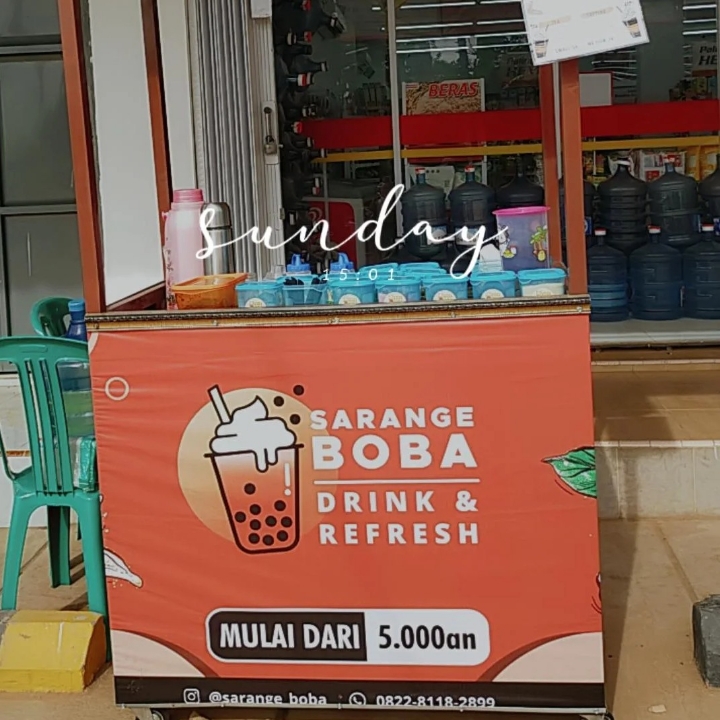 BERAS
sunday
15:01
SARANGE
BOBA
DRINK &
REFRESH
MULAI DARI 5.000an
@sarange_boba 0822-8118-2899